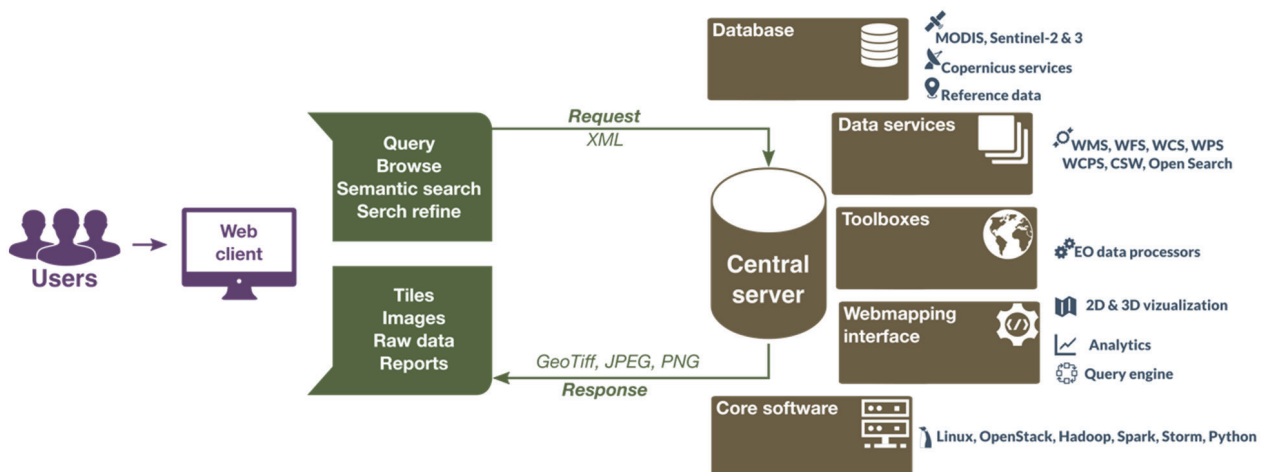 Users
Web
client
Query
Browse
Semantic search
Serch refine
Tiles
Images
Raw data
Reports
Request
XML
GeoTiff, JPEG, PNG
Response
Central
server
Database
MODIS, Sentinel-2 & 3
Copernicus services
Reference data
Data services
WMS, WFS, WCS, WPS
WCPS, CSW, Open Search
Toolboxes
EO data processors
Webmapping
interface
2D & 3D vizualization
Analytics
Query engine
Core software
Linux, OpenStack, Hadoop, Spark, Storm, Python